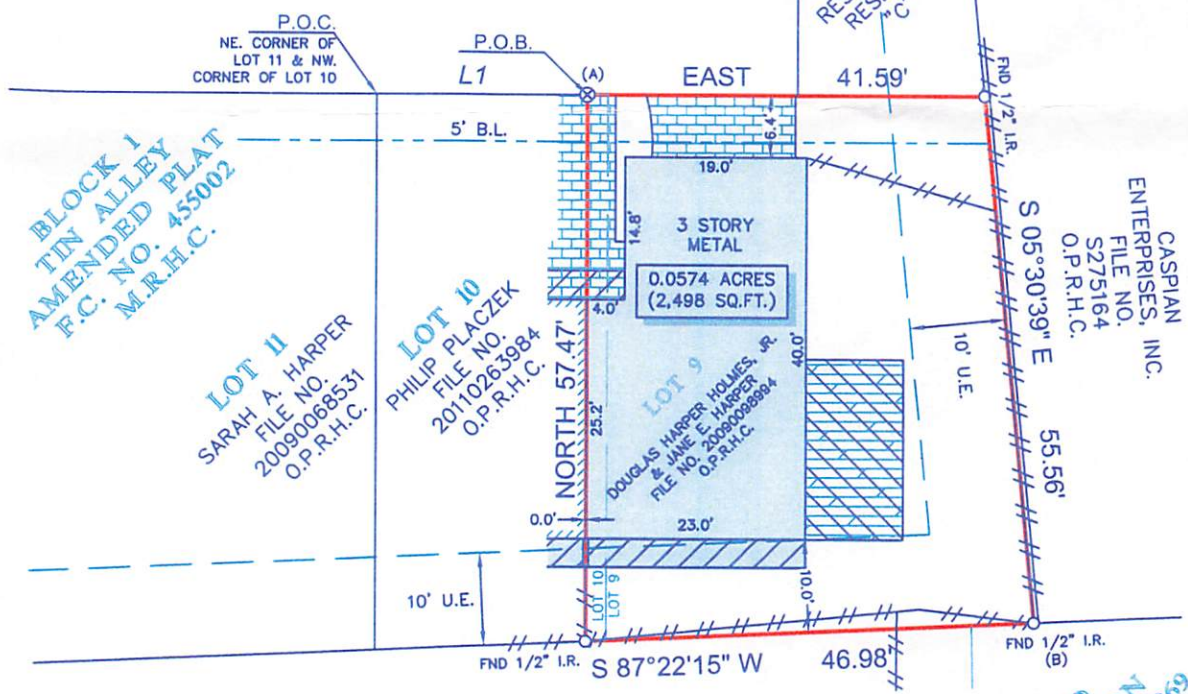 P.O.C.
NE. CORNER OF
LOT 11 & NW.
CORNER OF LOT 10
P.O.B.
L1
(A)
EAST
41.59'
"C
FND 1/2" I.R.
5' B.L.
6.4'
BLOCK 1
TIN ALLEY
AMENDED PLAT
F.C. NO. 455002
M.R.H.C.
19.0'
14.8'
3 STORY
METAL
0.0574 ACRES
(2,498 SQ.FT.)
4.0'
CASPIAN
ENTERPRISES, INC.
FILE NO.
S275164
O.P.R.H.C.
S 05°30'39" E
55.56'
10' U.E.
LOT 11
SARAH A. HARPER
FILE NO.
20090068531
O.P.R.H.C.
LOT 10
PHILIP PLACZEK
FILE NO.
20110263984
O.P.R.H.C.
NORTH 57.47'
25.2'
LOT 9
DOUGLAS HARPER HOLMES, JR.
& JANE E. HARPER
FILE NO. 20090098994
O.P.R.H.C.
40.0'
0.0'
23.0'
10' U.E.
LOT 10
LOT 9
10.0'
FND 1/2" I.R.
S 87°22'15" W
46.98'
FND 1/2" I.R.
(B)